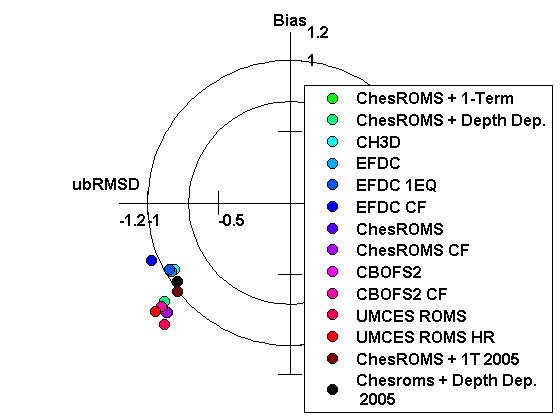 Bias
1.2
1
ubRMSD
-1.2
-1
-0.5
ChesROMS + 1-Term
ChesROMS + Depth Dep.
CH3D
EFDC
EFDC 1EQ
EFDC CF
ChesROMS
ChesROMS CF
CBOFS2
CBOFS2 CF
UMCES ROMS
UMCES ROMS HR
ChesROMS + 1T 2005
Chesroms + Depth Dep.
2005